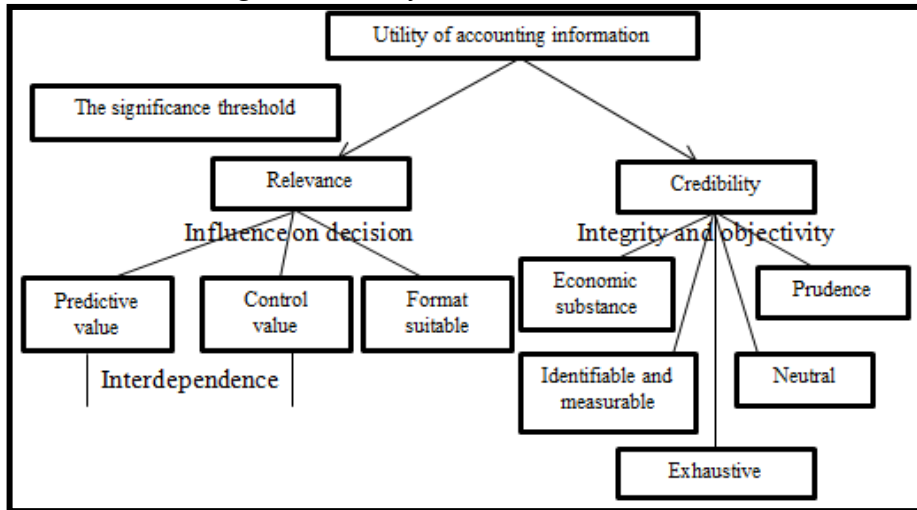 Utility of accounting information
The significance threshold
Relevance
Credibility
Influence on decision
Integrity and objectivity
Predictive
value
Control
value
Format
suitable
Economic
substance
Prudence
Interdependence
Identifiable and
measurable
Neutral
Exhaustive